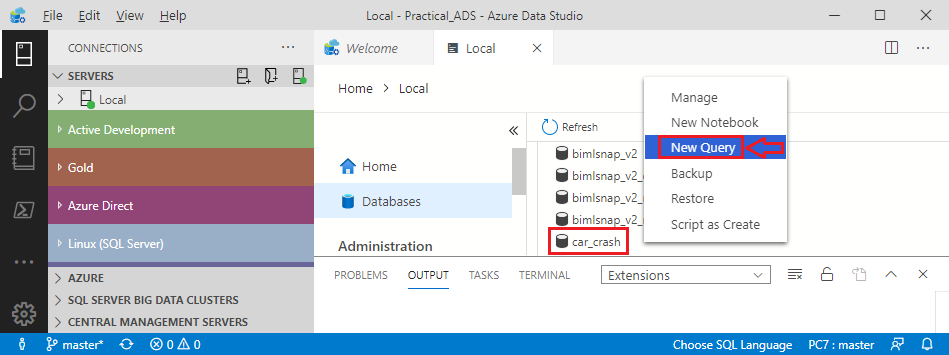 File Edit View Local - Practical_ADS - Azure Data Studio
CONNECTIONS
SERVERS
Local
Active Development
Gold
Azure Direct
Linux (SQL Server)
AZURE
SQL SERVER BIG DATA CLUSTERS
CENTRAL MANAGEMENT SERVERS
Welcome Local
Home > Local
Home
Databases
Administration
Refresh
bimlsnap_v2
bimlsnap_v2_
bimlsnap_v2_
bimlsnap_v2_
car_crash
Manage
New Notebook
New Query
Backup
Restore
Script as Create
PROBLEMS OUTPUT TASKS TERMINAL Extensions
master* 0 0 Choose SQL Language PC7 : master